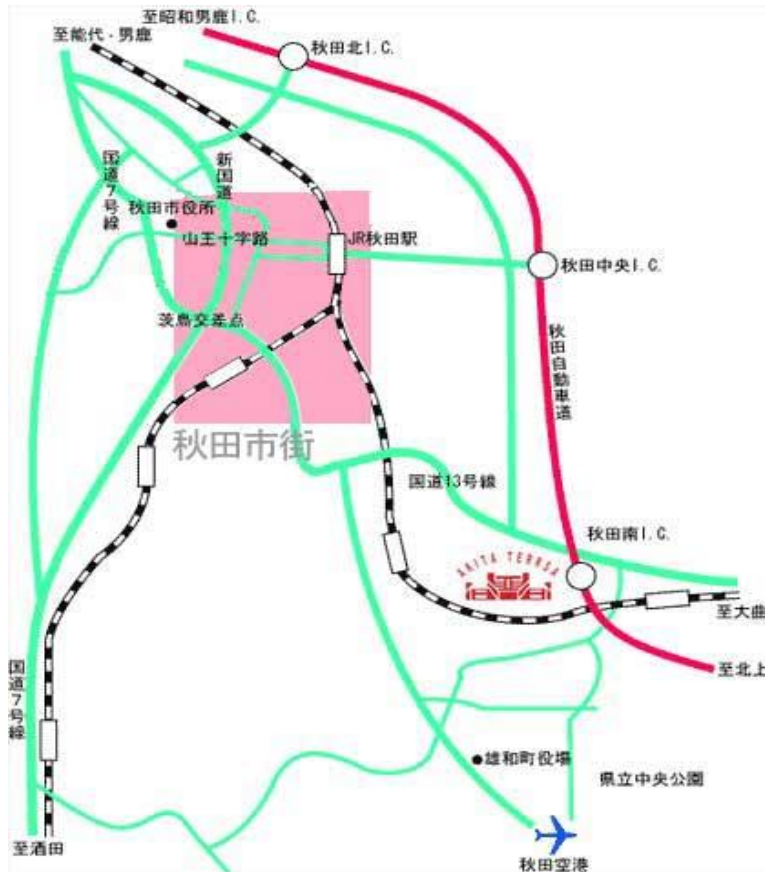 至昭和男鹿I.C.
至能代・男鹿
秋田北I.C.
国道7号線
新国道
秋田市役所
山王十字路
JR秋田駅
秋田中央I.C.
茨島交差点
秋田自動車道
秋田市街
国道13号線
秋田南I.C.
AKITA TERRSA
至大曲
至北上
国道7号線
雄和町役場
県立中央公園
至酒田
秋田空港